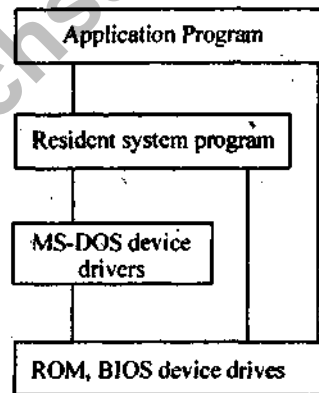 Application Program
Resident system program
MS-DOS device
drivers
ROM, BIOS device drives